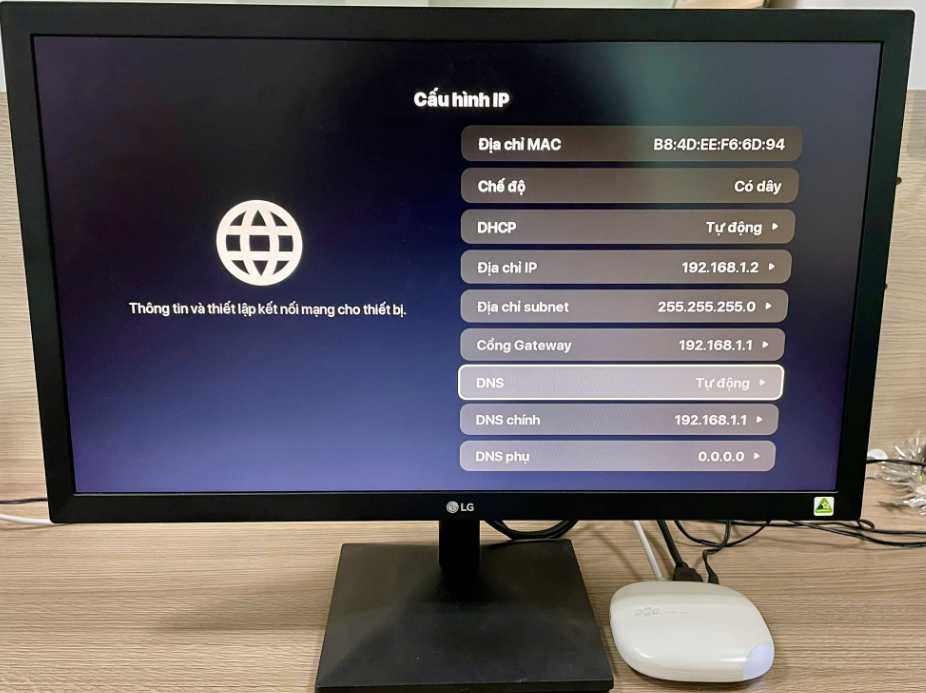 Cấu hình IP
Địa chỉ MAC B8:4D:EE:F6:6D:94
Chế độ Có dây
DHCP Tự động
Địa chỉ IP 192.168.1.2
Địa chỉ subnet 255.255.255.0
Cổng Gateway 192.168.1.1
DNS Tự động
DNS chính 192.168.1.1
DNS phụ 0.0.0.0
Thông tin và thiết lập kết nối mạng cho thiết bị.
LG